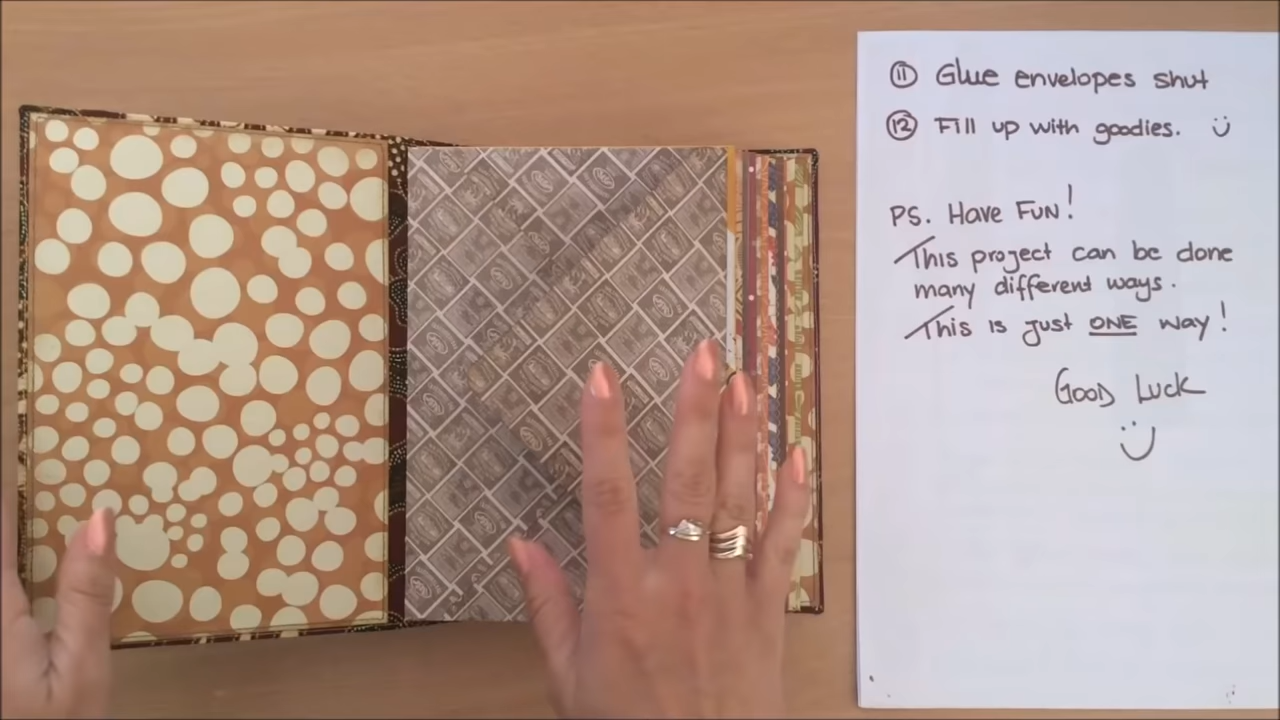 ⑪ Glue envelopes shut
⑫ Fill up with goodies. Ü
PS. Have FUN!
This project can be done
many different ways.
This is just ONE way!
Good Luck